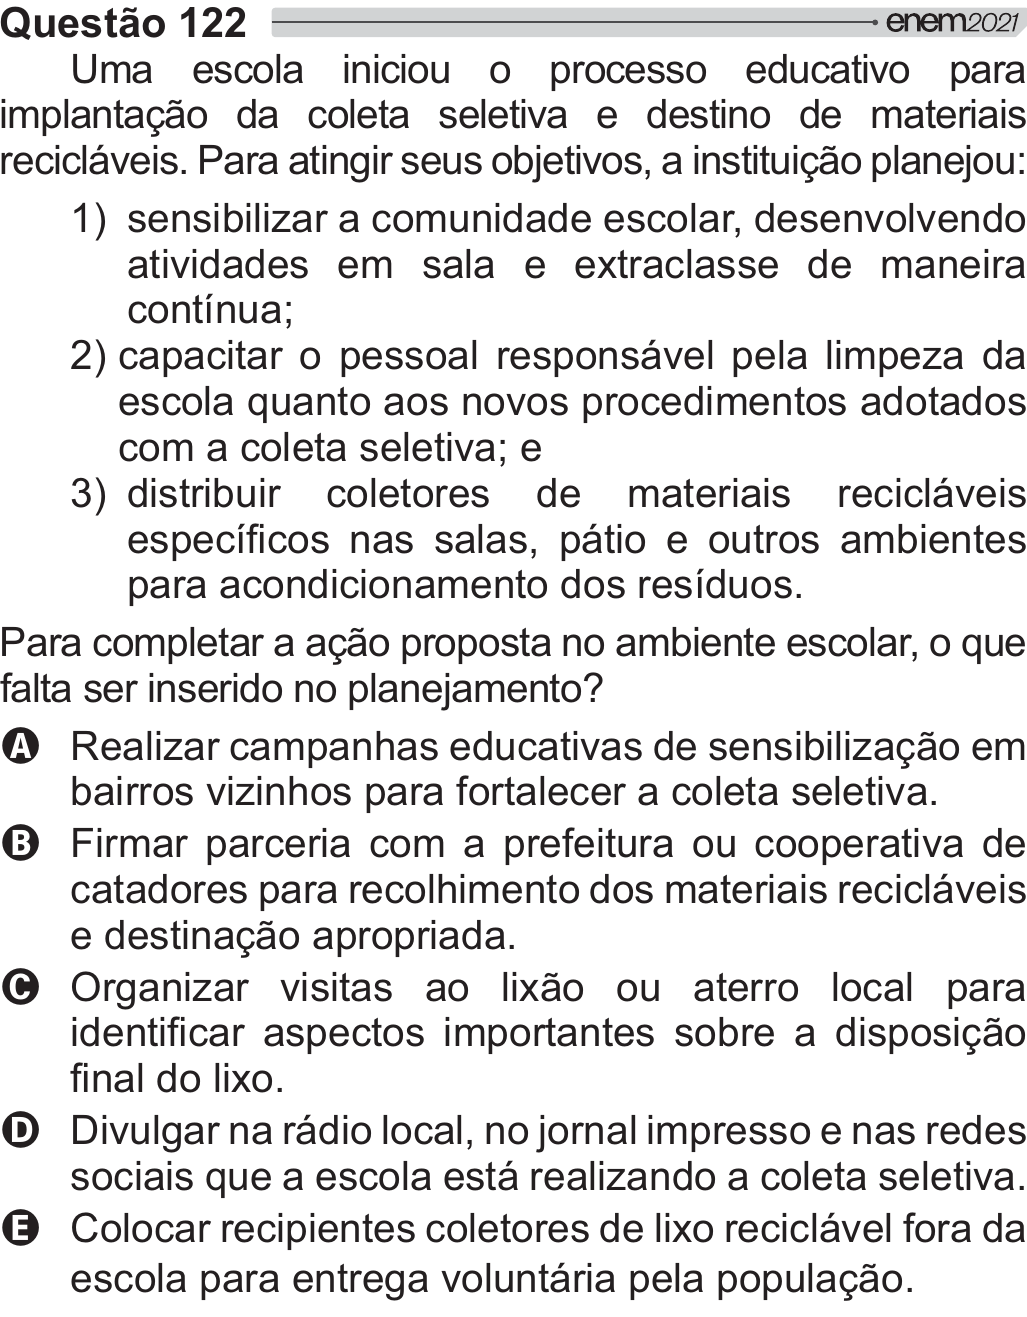 Questão 122 enem2021
Uma escola iniciou o processo educativo para
implantação da coleta seletiva e destino de materiais
recicláveis. Para atingir seus objetivos, a instituição planejou:
1) sensibilizar a comunidade escolar, desenvolvendo
atividades em sala e extraclasse de maneira
contínua;
2) capacitar o pessoal responsável pela limpeza da
escola quanto aos novos procedimentos adotados
com a coleta seletiva; e
3) distribuir coletores de materiais recicláveis
específicos nas salas, pátio e outros ambientes
para acondicionamento dos resíduos.
Para completar a ação proposta no ambiente escolar, o que
falta ser inserido no planejamento?
A Realizar campanhas educativas de sensibilização em
bairros vizinhos para fortalecer a coleta seletiva.
B Firmar parceria com a prefeitura ou cooperativa de
catadores para recolhimento dos materiais recicláveis
e destinação apropriada.
C Organizar visitas ao lixão ou aterro local para
identificar aspectos importantes sobre a disposição
final do lixo.
D Divulgar na rádio local, no jornal impresso e nas redes
sociais que a escola está realizando a coleta seletiva.
E Colocar recipientes coletores de lixo reciclável fora da
escola para entrega voluntária pela população.